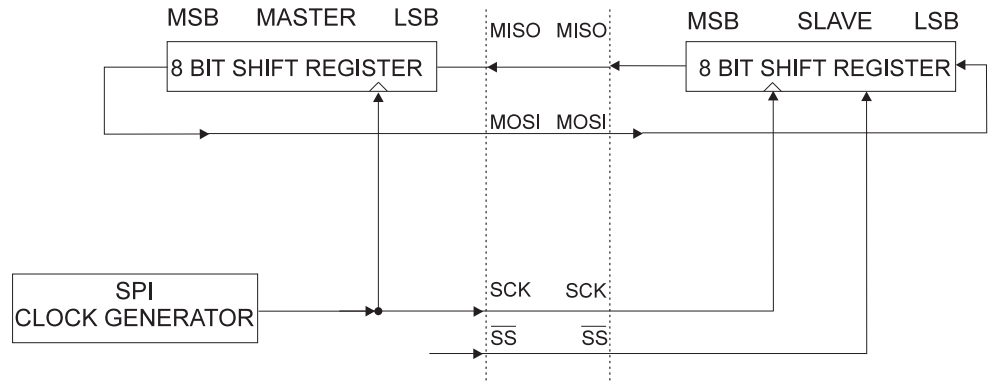 MSB MASTER LSB
8 BIT SHIFT REGISTER
MISO MISO
MSB SLAVE LSB
8 BIT SHIFT REGISTER
MOSI MOSI
SPI
CLOCK GENERATOR
SCK SCK
SS SS